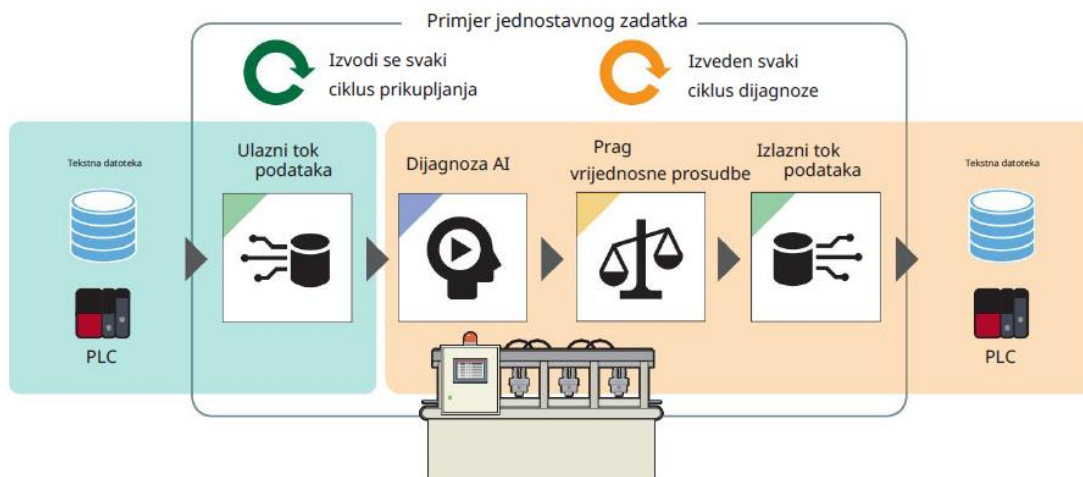 Primjer jednostavnog zadatka
Izvodi se svaki
ciklus prikupljanja
Izveden svaki
ciklus dijagnoze
Tekstna datoteka
PLC
Ulazni tok
podataka
Dijagnoza AI
Prag
vrijednosne prosudbe
Izlazni tok
podataka
Tekstna datoteka
PLC